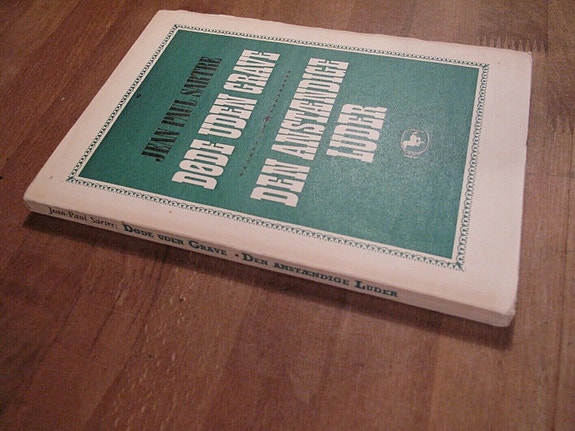 JEAN PAUL SARTRE
DØDE UDEN GRAVE
DEN ANSTÆNDIGE
LUDER
Jean-Paul Sartre: DØDE UDEN GRAVE • DEN ANSTÆNDIGE LUDER